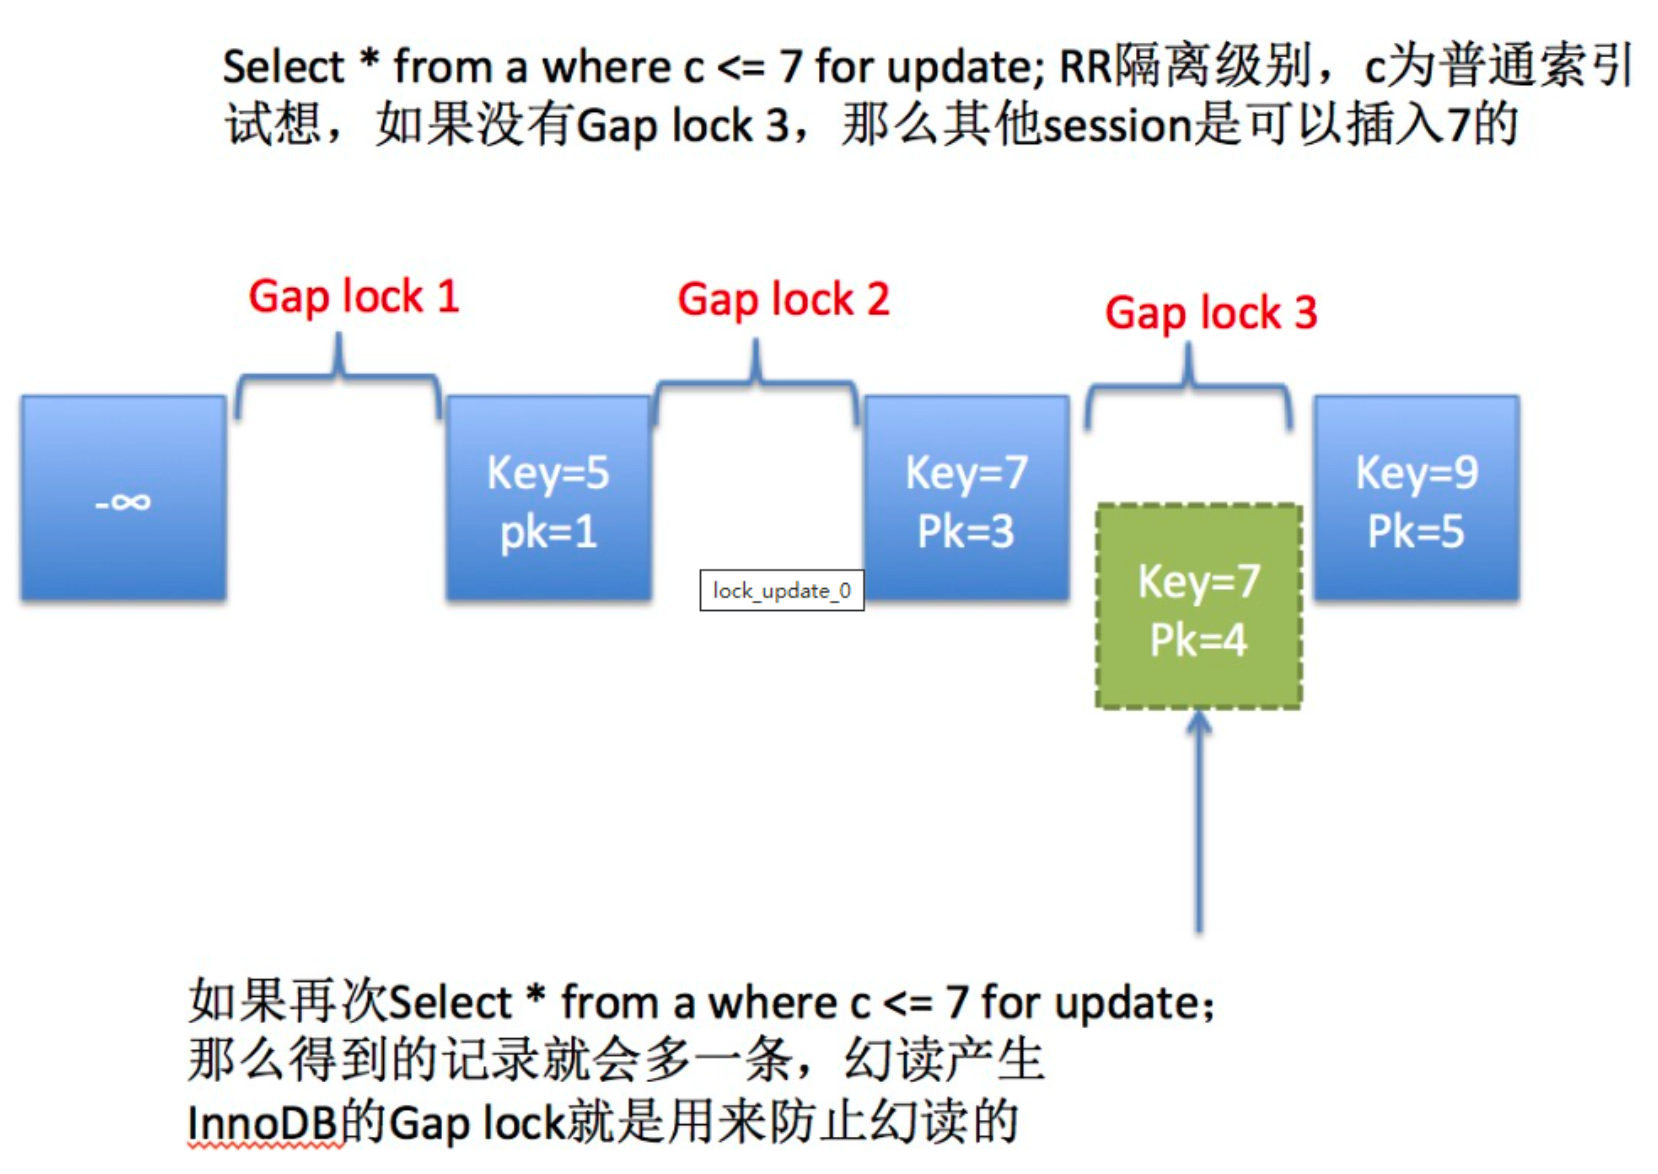 Select * from a where c <= 7 for update; RR隔离级别，c为普通索引
试想，如果没有Gap lock 3，那么其他session是可以插入7的
Gap lock 1
Gap lock 2
Gap lock 3
-∞
Key=5
pk=1
Key=7
Pk=3
Key=9
Pk=5
lock_update_0
Key=7
Pk=4
如果再次Select * from a where c <= 7 for update；
那么得到的记录就会多一条，幻读产生
InnoDB的Gap lock就是用来防止幻读的